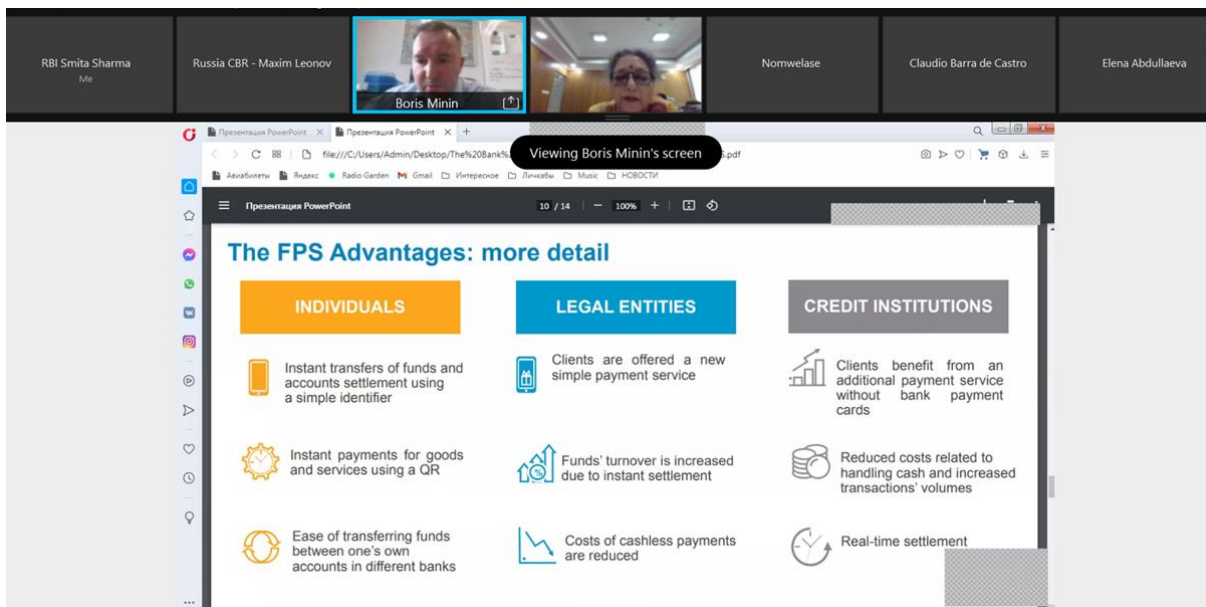 RBI Smita Sharma
Me
Russia CBR - Maxim Leonov
Boris Minin
Nomwelase
Claudio Barra de Castro
Elena Abdullaeva
Презентация PowerPoint
Презентация PowerPoint
file:///C:/Users/Admin/Desktop/The%20Bank%
.pdf
Viewing Boris Minin's screen
Авиабилеты
Яндекс
Radio Garden
Gmail
Интересное
Личкабы
Music
НОВОСТИ
Презентация PowerPoint
10 / 14
100%
The FPS Advantages: more detail
INDIVIDUALS
Instant transfers of funds and
accounts settlement using
a simple identifier
Instant payments for goods
and services using a QR
Ease of transferring funds
between one's own
accounts in different banks
LEGAL ENTITIES
Clients are offered a new
simple payment service
Funds' turnover is increased
due to instant settlement
Costs of cashless payments
are reduced
CREDIT INSTITUTIONS
Clients benefit from an
additional payment service
without bank payment
cards
Reduced costs related to
handling cash and increased
transactions' volumes
Real-time settlement